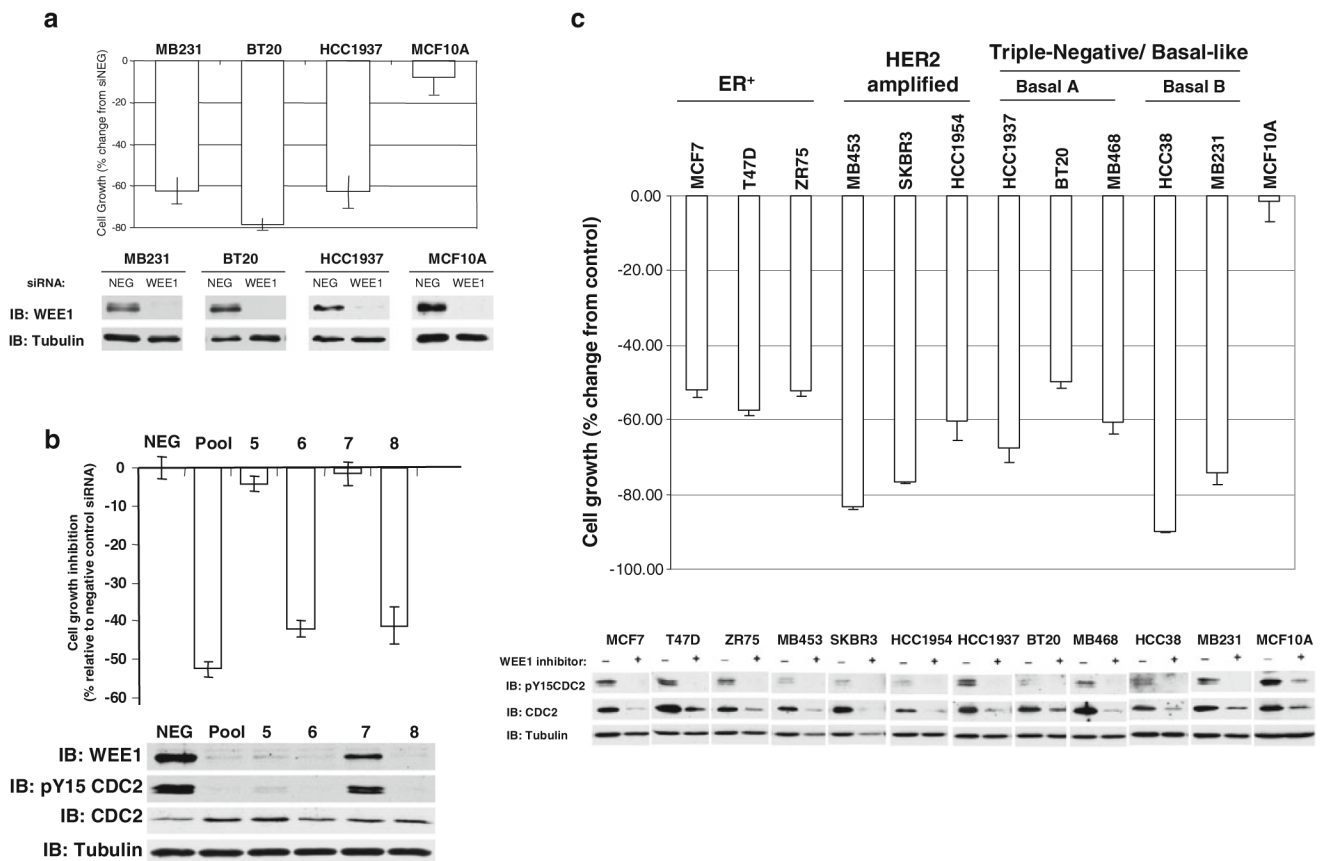 a
MB231 BT20 HCC1937 MCF10A
Cell Growth (% change from siNEG)
0
-20
-40
-60
-80
MB231 BT20 HCC1937 MCF10A
siRNA: NEG WEE1 NEG WEE1 NEG WEE1 NEG WEE1
IB: WEE1
IB: Tubulin
b
NEG Pool 5 6 7 8
Cell growth inhibition
(% relative to negative control siRNA)
0
-10
-20
-30
-40
-50
-60
NEG Pool 5 6 7 8
IB: WEE1
IB: pY15 CDC2
IB: CDC2
IB: Tubulin
c
ER+
HER2
amplified
Triple-Negative/ Basal-like
Basal A Basal B
MCF7 T47D ZR75 MB453 SKBR3 HCC1954 HCC1937 BT20 MB468 HCC38 MB231 MCF10A
Cell growth (% change from control)
0.00
-20.00
-40.00
-60.00
-80.00
-100.00
MCF7 T47D ZR75 MB453 SKBR3 HCC1954 HCC1937 BT20 MB468 HCC38 MB231 MCF10A
WEE1 inhibitor: – + – + – + – + – + – + – + – + – + – + – + – +
IB: pY15CDC2
IB: CDC2
IB: Tubulin